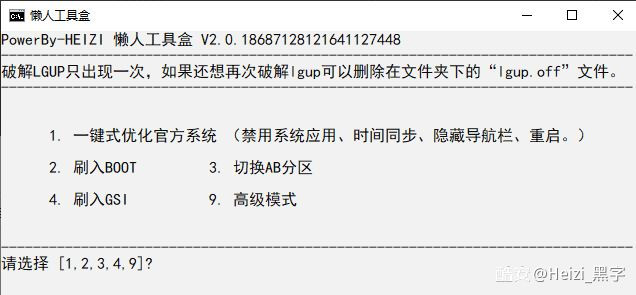 懒人工具盒
PowerBy-HEIZI 懒人工具盒 V2.0.18687128121641127448
破解LGUP只出现一次，如果还想再次破解lgup可以删除在文件夹下的“lgup.off”文件。
1. 一键式优化官方系统 （禁用系统应用、时间同步、隐藏导航栏、重启。）
2. 刷入BOOT 3. 切换AB分区
4. 刷入GSI 9. 高级模式
请选择 [1,2,3,4,9]?
@Heizi_黑字